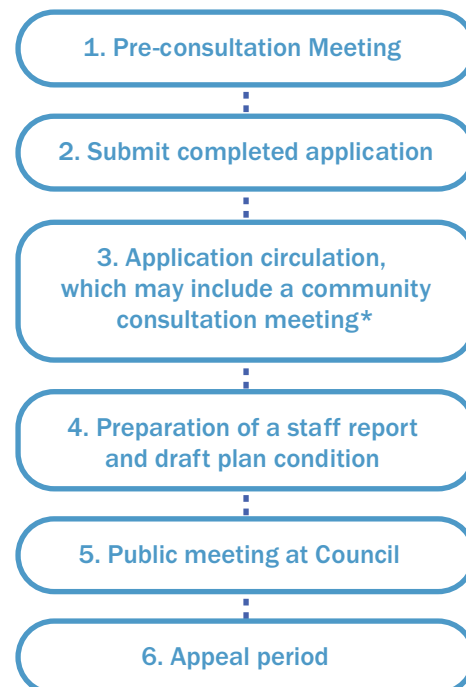 1. Pre-consultation Meeting
2. Submit completed application
3. Application circulation,
which may include a community
consultation meeting*
4. Preparation of a staff report
and draft plan condition
5. Public meeting at Council
6. Appeal period